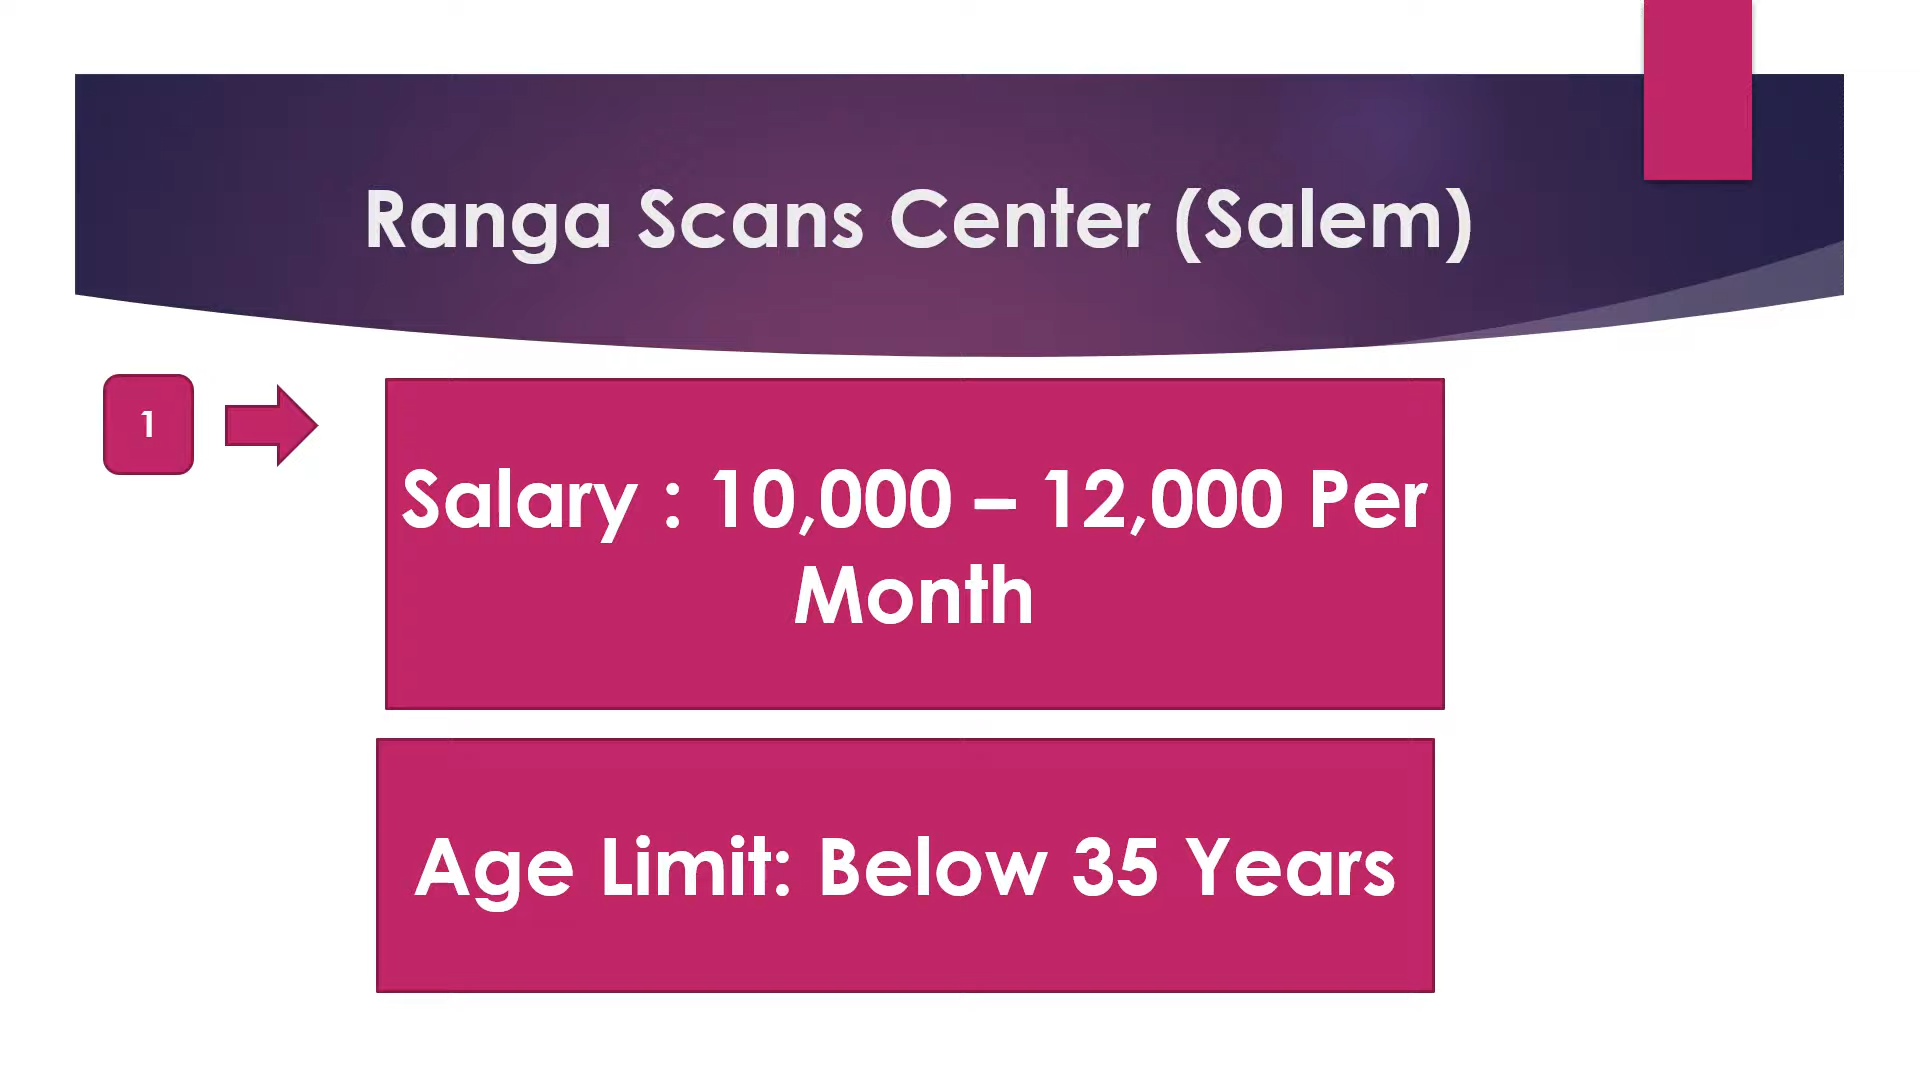 Ranga Scans Center (Salem)
1
Salary : 10,000 – 12,000 Per
Month
Age Limit: Below 35 Years